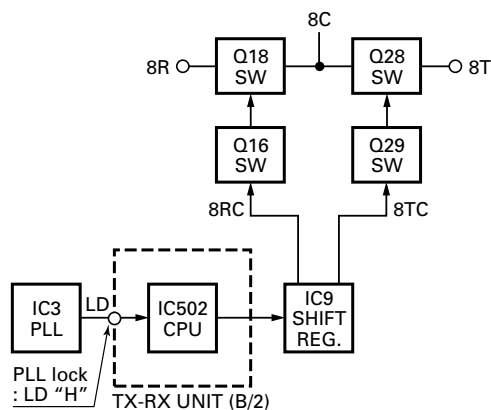 8C
8R
Q18
SW
Q28
SW
8T
Q16
SW
Q29
SW
8RC
8TC
IC3
PLL
LD
IC502
CPU
IC9
SHIFT
REG.
PLL lock
: LD “H”
TX-RX UNIT (B/2)